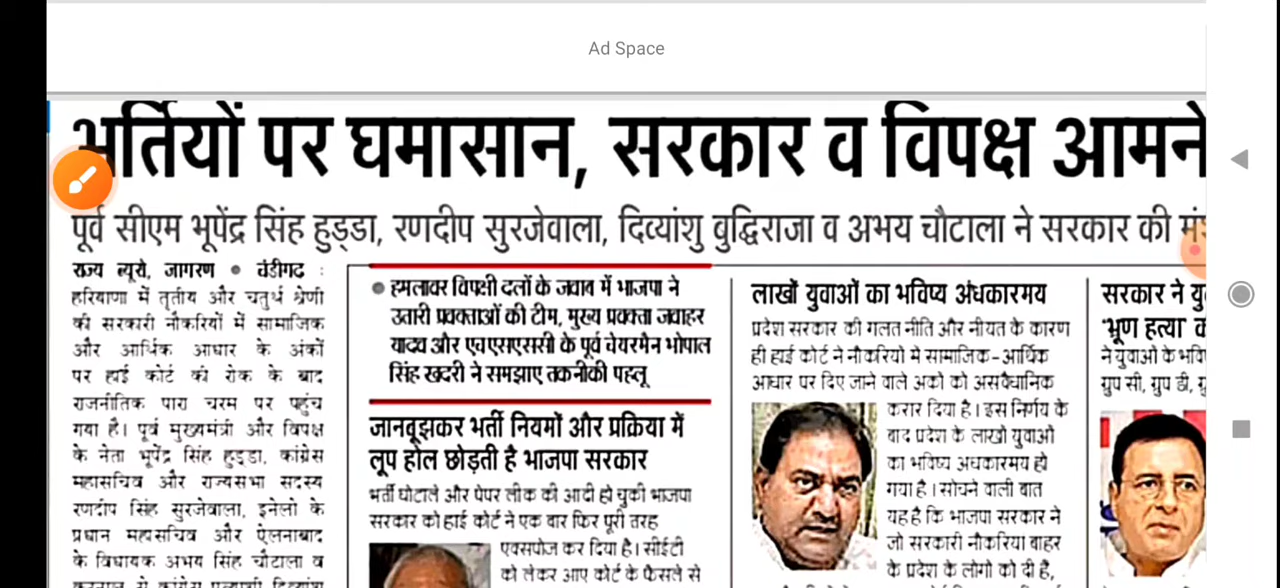 Ad Space
भर्तियों पर घमासान, सरकार व विपक्ष आमने
पूर्व सीएम भूपेंद्र सिंह हुड्डा, रणदीप सुरजेवाला, दिव्यांशु बुद्धिराजा व अभय चौटाला ने सरकार की
राज्य ब्यूरो, जागरण ● चंडीगढ़ :
हरियाणा में तृतीय और चतुर्थ श्रेणी
की सरकारी नौकरियों में सामाजिक
और आर्थिक आधार के अंकों
पर हाई कोर्ट की रोक के बाद
राजनीतिक पारा चरम पर पहुंच
गया है। पूर्व मुख्यमंत्री और विपक्ष
के नेता भूपेंद्र सिंह हुड्डा, कांग्रेस
महासचिव और राज्यसभा सदस्य
रणदीप सिंह सुरजेवाला, इनेलो के
प्रधान महासचिव और ऐलनाबाद
के विधायक अभय सिंह चौटाला व
● हमलावर विपक्षी दलों के जवाब में भाजपा ने
उतारी प्रवक्ताओं की टीम, मुख्य प्रवक्ता जवाहर
यादव और एचएसएससी के पूर्व चेयरमैन भोपाल
सिंह खदरी ने समझाए तकनीकी पहलू
जानबूझकर भर्ती नियमों और प्रक्रिया में
लूप होल छोड़ती है भाजपा सरकार
भर्ती घोटाले और पेपर लीक की आदी हो चुकी भाजपा
सरकार को हाई कोर्ट ने एक बार फिर पूरी तरह
एक्सपोज कर दिया है। सीईटी
को लेकर आए कोर्ट के फैसले से
लाखों युवाओं का भविष्य अंधकारमय
प्रदेश सरकार की गलत नीति और नीयत के कारण
ही हाई कोर्ट ने नौकरियों में सामाजिक-आर्थिक
आधार पर दिए जाने वाले अंकों को असंवैधानिक
करार दिया है। इस निर्णय के
बाद प्रदेश के लाखों युवाओं
का भविष्य अंधकारमय हो
गया है। सोचने वाली बात
यह है कि भाजपा सरकार ने
जो सरकारी नौकरियां बाहर
के प्रदेश के लोगों को दी है,
सरकार ने
'भ्रूण हत्या'
ने युवाओं के
ग्रुप सी, ग्रुप डी,